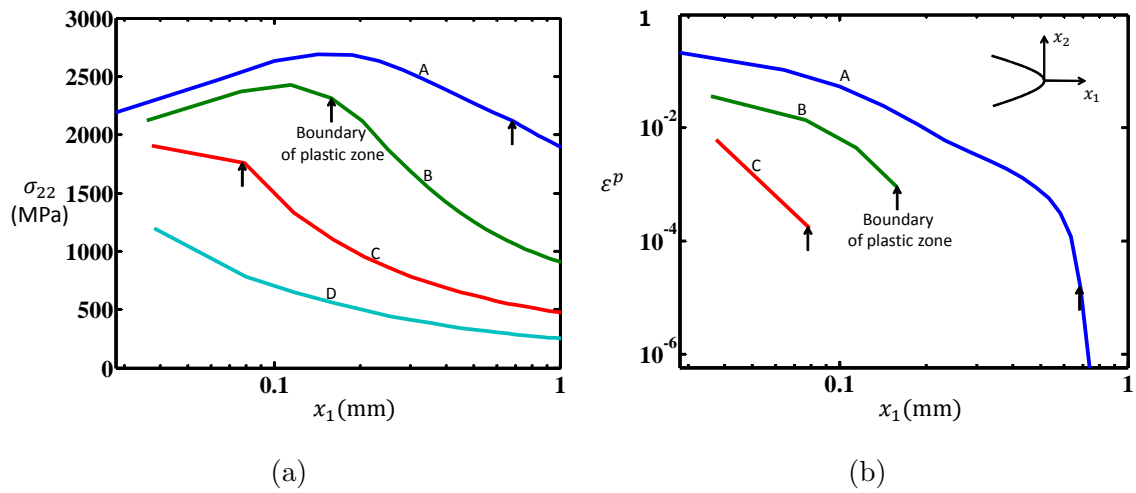 3000
2500
2000
1500
1000
500
0
σ22
(MPa)
A
B
C
D
Boundary
of plastic zone
0.1
1
x1(mm)
(a)
1
10^-2
10^-4
10^-6
ε^p
A
B
C
Boundary
of plastic zone
x2
x1
0.1
1
x1(mm)
(b)